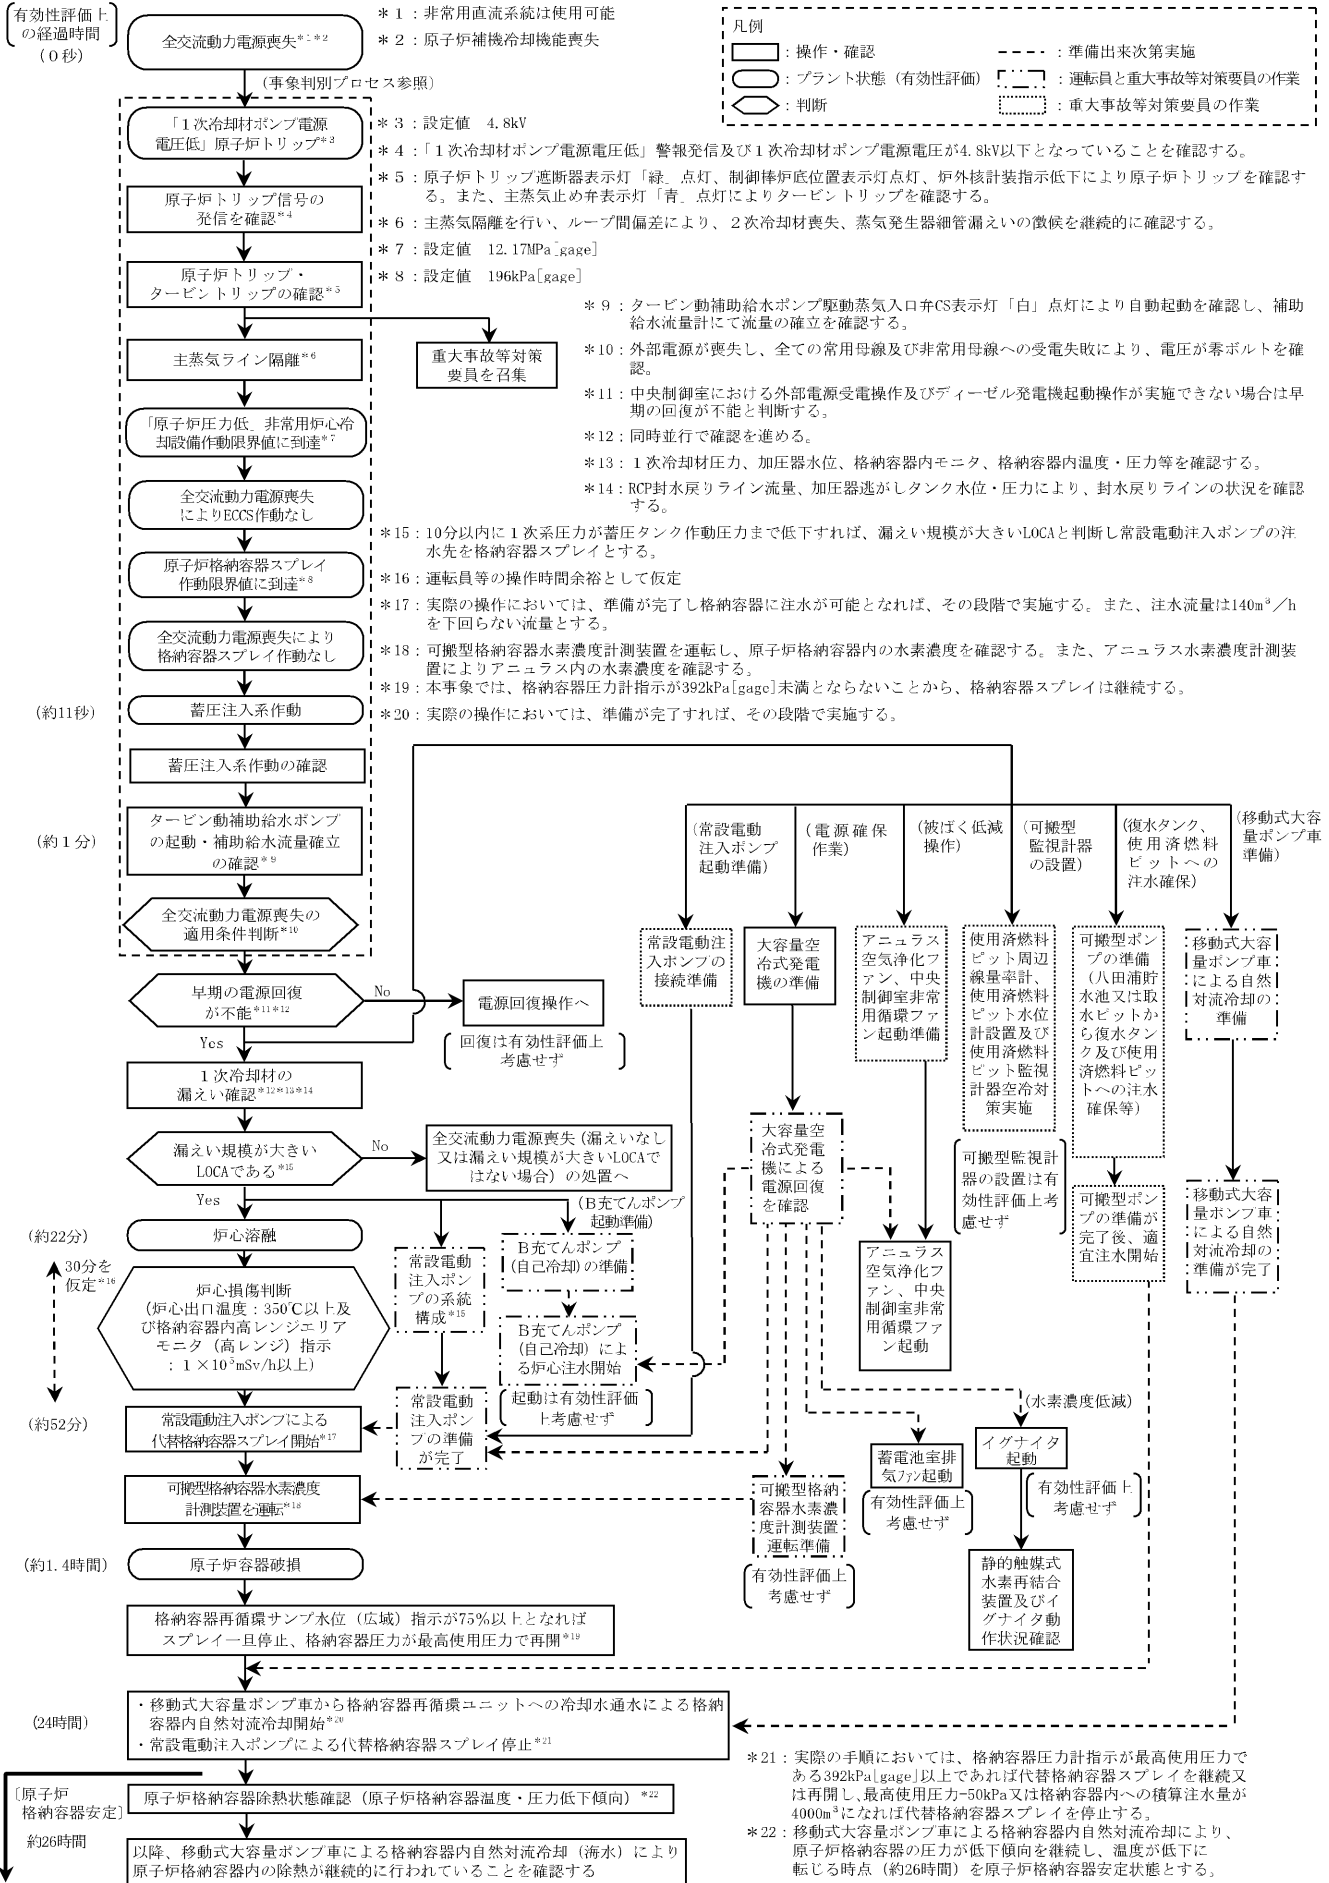 有効性評価上
の経過時間
(0秒)
全交流動力電源喪失*1*2
*1:非常用直流系統は使用可能
*2:原子炉補機冷却機能喪失
凡例
:操作・確認
:プラント状態(有効性評価)
:判断
:準備出来次第実施
:運転員と重大事故等対策要員の作業
:重大事故等対策要員の作業
(事象判別プロセス参照)
「1次冷却材ポンプ電源
電圧低」原子炉トリップ*3
原子炉トリップ信号の
発信を確認*4
原子炉トリップ・
タービントリップの確認*5
主蒸気ライン隔離*6
重大事故等対策
要員を召集
「原子炉圧力低」非常用炉心冷
却設備作動限界値に到達*7
全交流動力電源喪失
によりECCS作動なし
原子炉格納容器スプレイ
作動限界値に到達*8
全交流動力電源喪失により
格納容器スプレイ作動なし
(約11秒)
蓄圧注入系作動
蓄圧注入系作動の確認
(約1分)
タービン動補助給水ポンプ
の起動・補助給水流量確立
の確認*9
全交流動力電源喪失の
適用条件判断*10
*3:設定値 4.8kV
*4:「1次冷却材ポンプ電源電圧低」警報発信及び1次冷却材ポンプ電源電圧が4.8kV以下となっていることを確認する。
*5:原子炉トリップ遮断器表示灯「緑」点灯、制御棒炉底位置表示灯点灯、炉外核計装指示低下により原子炉トリップを確認す
る。また、主蒸気止め弁表示灯「青」点灯によりタービントリップを確認する。
*6:主蒸気隔離を行い、ループ間偏差により、2次冷却材喪失、蒸気発生器細管漏えいの徴候を継続的に確認する。
*7:設定値 12.17MPa[gage]
*8:設定値 196kPa[gage]
*9:タービン動補助給水ポンプ駆動蒸気入口弁CS表示灯「白」点灯により自動起動を確認し、補助
給水流量計にて流量の確立を確認する。
*10:外部電源が喪失し、全ての常用母線及び非常用母線への受電失敗により、電圧が零ボルトを確
認。
*11:中央制御室における外部電源受電操作及びディーゼル発電機起動操作が実施できない場合は早
期の回復が不能と判断する。
*12:同時並行で確認を進める。
*13:1次冷却材圧力、加圧器水位、格納容器内モニタ、格納容器内温度・圧力等を確認する。
*14:RCP封水戻りライン流量、加圧器逃がしタンク水位・圧力により、封水戻りラインの状況を確認
する。
*15:10分以内に1次系圧力が蓄圧タンク作動圧力まで低下すれば、漏えい規模が大きいLOCAと判断し常設電動注入ポンプの注
水先を格納容器スプレイとする。
*16:運転員等の操作時間余裕として仮定
*17:実際の操作においては、準備が完了し格納容器に注水が可能となれば、その段階で実施する。また、注水流量は140m³/h
を下回らない流量とする。
*18:可搬型格納容器水素濃度計測装置を運転し、原子炉格納容器内の水素濃度を確認する。また、アニュラス水素濃度計測装
置によりアニュラス内の水素濃度を確認する。
*19:本事象では、格納容器圧力計指示が392kPa[gage]未満とならないことから、格納容器スプレイは継続する。
*20:実際の操作においては、準備が完了すれば、その段階で実施する。
早期の電源回復
が不能*11*12
No
電源回復操作へ
回復は有効性評価上
考慮せず
Yes
1次冷却材の
漏えい確認*12*13*14
漏えい規模が大きい
LOCAである*15
No
全交流動力電源喪失(漏えいなし
又は漏えい規模が大きいLOCAで
はない場合)の処置へ
Yes
(常設電動
注入ポンプ
起動準備)
(電源確保
作業)
(被ばく低減
操作)
(可搬型
監視計器
の設置)
(復水タンク、
使用済燃料
ピットへの
注水確保)
(移動式大容
量ポンプ車
準備)
常設電動注
入ポンプの
接続準備
大容量空
冷式発電
機の準備
アニュラス
空気浄化フ
ァン、中央
制御室非常
用循環ファ
ン起動準備
使用済燃料
ピット周辺
線量率計、
使用済燃料
ピット水位
計設置及び
使用済燃料
ピット監視
計器空冷対
策実施
可搬型ポン
プの準備
(八田浦貯
水池又は取
水ピットか
ら復水タン
ク及び使用
済燃料ピッ
トへの注水
確保等)
移動式大容
量ポンプ車
による自然
対流冷却の
準備
大容量空
冷式発電
機による
電源回復
を確認
可搬型監視計
器の設置は有
効性評価上考
慮せず
可搬型ポン
プの準備が
完了後、適
宜注水開始
移動式大容
量ポンプ車
による自然
対流冷却の
準備が完了
アニュラス
空気浄化フ
ァン、中央
制御室非常
用循環ファ
ン起動
(B充てんポンプ
起動準備)
B充てんポンプ
(自己冷却)の準備
B充てんポンプ
(自己冷却)によ
る炉心注水開始
起動は有効性評価
上考慮せず
常設電動
注入ポン
プの系統
構成*15
常設電動
注入ポン
プの準備
が完了
(約22分)
炉心溶融
30分を
仮定*16
炉心損傷判断
(炉心出口温度:350℃以上及
び格納容器内高レンジエリア
モニタ(高レンジ)指示
:1×10⁵mSv/h以上)
(約52分)
常設電動注入ポンプによる
代替格納容器スプレイ開始*17
可搬型格納容器水素濃度
計測装置を運転*18
可搬型格納
容器水素濃
度計測装置
運転準備
有効性評価上
考慮せず
蓄電池室排
気ファン起動
有効性評価上
考慮せず
(水素濃度低減)
イグナイタ
起動
有効性評価上
考慮せず
静的触媒式
水素再結合
装置及びイ
グナイタ動
作状況確認
(約1.4時間)
原子炉容器破損
格納容器再循環サンプ水位(広域)指示が75%以上となれば
スプレイ一旦停止、格納容器圧力が最高使用圧力で再開*19
(24時間)
・移動式大容量ポンプ車から格納容器再循環ユニットへの冷却水通水による格納
容器内自然対流冷却開始*20
・常設電動注入ポンプによる代替格納容器スプレイ停止*21
[原子炉
格納容器安定]
約26時間
原子炉格納容器除熱状態確認(原子炉格納容器温度・圧力低下傾向)*22
以降、移動式大容量ポンプ車による格納容器内自然対流冷却(海水)により
原子炉格納容器内の除熱が継続的に行われていることを確認する
*21:実際の手順においては、格納容器圧力計指示が最高使用圧力で
ある392kPa[gage]以上であれば代替格納容器スプレイを継続又
は再開し、最高使用圧力-50kPa又は格納容器内への積算注水量が
4000m³になれば代替格納容器スプレイを停止する。
*22:移動式大容量ポンプ車による格納容器内自然対流冷却により、
原子炉格納容器の圧力が低下傾向を継続し、温度が低下に
転じる時点(約26時間)を原子炉格納容器安定状態とする。